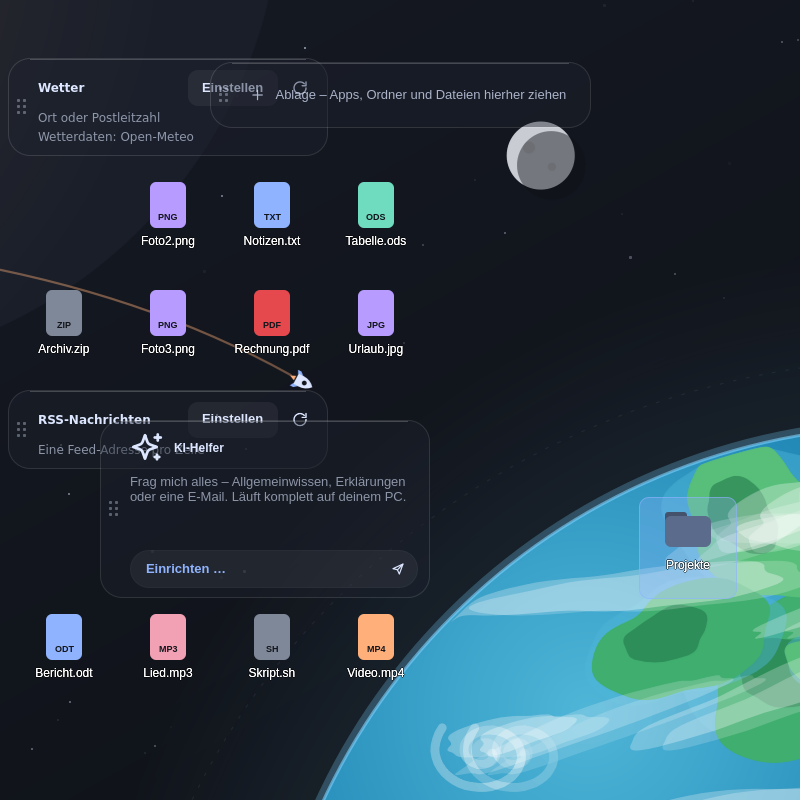 Wetter
Einstellen
Ort oder Postleitzahl
Wetterdaten: Open-Meteo
Ablage – Apps, Ordner und Dateien hierher ziehen
PNG
Foto2.png
TXT
Notizen.txt
ODS
Tabelle.ods
ZIP
Archiv.zip
PNG
Foto3.png
PDF
Rechnung.pdf
JPG
Urlaub.jpg
RSS-Nachrichten
Einstellen
Eine Feed-Adresse pro
KI-Helfer
Frag mich alles – Allgemeinwissen, Erklärungen
oder eine E-Mail. Läuft komplett auf deinem PC.
Einrichten …
Projekte
ODT
Bericht.odt
MP3
Lied.mp3
SH
Skript.sh
MP4
Video.mp4